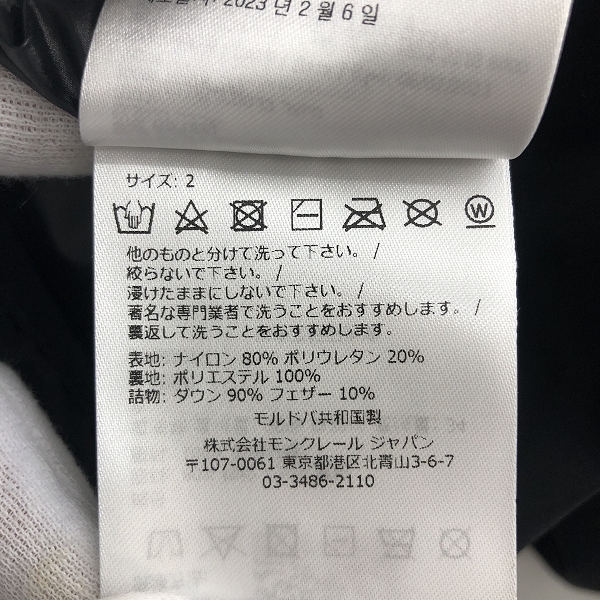 2023 년 2 월 6 일
サイズ: 2
W
他のものと分けて洗って下さい。 /
絞らないで下さい。 /
浸けたままにしないで下さい。 /
著名な専門業者で洗うことをおすすめします。 /
裏返して洗うことをおすすめします。
表地: ナイロン 80% ポリウレタン 20%
裏地: ポリエステル 100%
詰物: ダウン 90% フェザー 10%
モルドバ共和国製
株式会社モンクレール ジャパン
〒107-0061 東京都港区北青山3-6-7
03-3486-2110